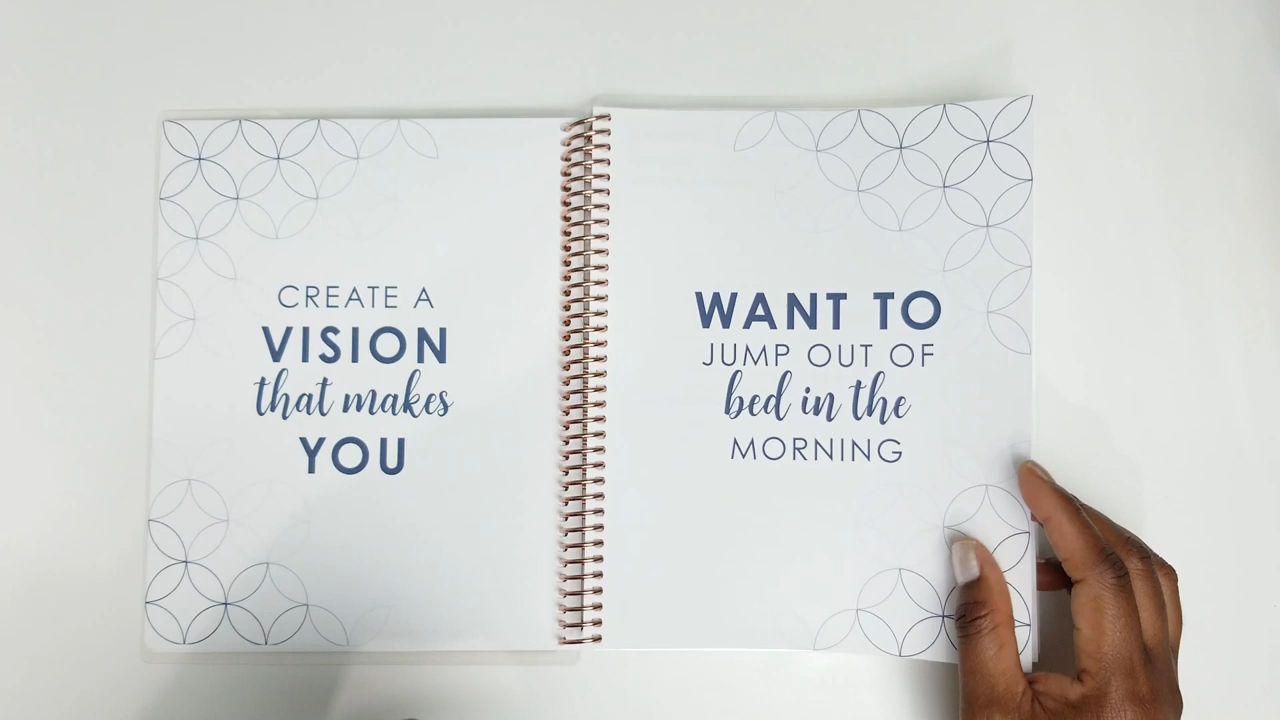 CREATE A
VISION
that makes
YOU
WANT TO
JUMP OUT OF
bed in the
MORNING